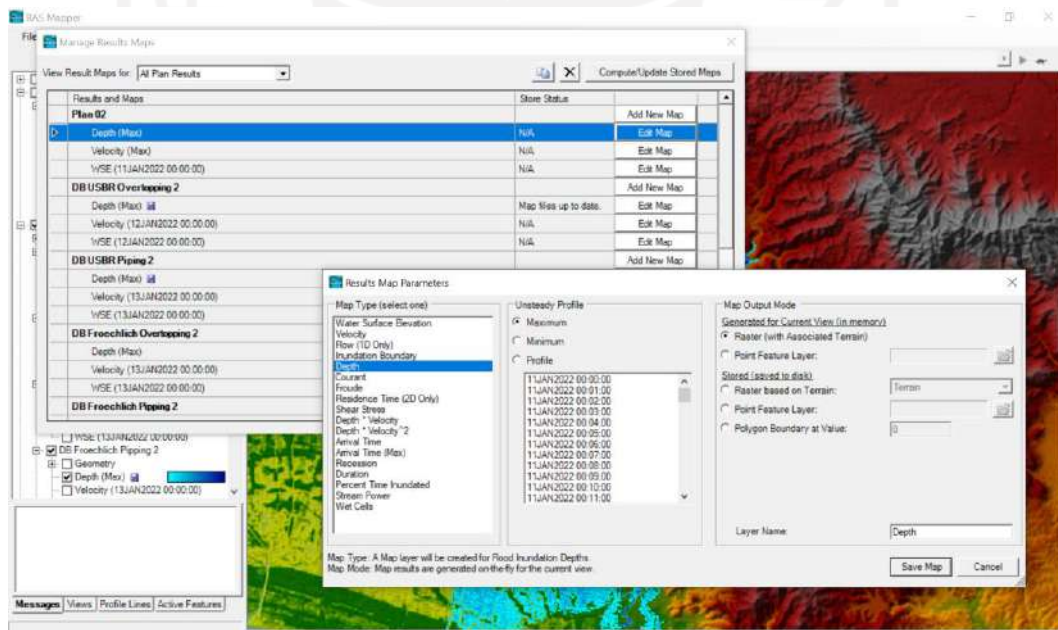 RAS Mapper
File
Manage Results Maps
View Result Maps for: All Plan Results
Compute/Update Stored Maps
Results and Maps Store Status
Plan 02 Add New Map
Depth (Max) N/A Edit Map
Velocity (Max) N/A Edit Map
WSE (11JAN2022 00:00:00) N/A Edit Map
DB USBR Overtopping 2 Add New Map
Depth (Max) Map files up to date. Edit Map
Velocity (12JAN2022 00:00:00) N/A Edit Map
WSE (12JAN2022 00:00:00) N/A Edit Map
DB USBR Piping 2 Add New Map
Depth (Max)
Velocity (13JAN2022 00:00:00)
WSE (13JAN2022 00:00:00)
DB Froechlich Overtopping 2
Depth (Max)
Velocity (13JAN2022 00:00:00)
WSE (13JAN2022 00:00:00)
DB Froechlich Pipping 2
WSE (13JAN2022 00:00:00)
DB Froechlich Pipping 2
Geometry
Depth (Max)
Velocity (13JAN2022 00:00:00)
Messages Views Profile Lines Active Features
Results Map Parameters
Map Type (select one)
Water Surface Elevation
Velocity
Flow (1D Only)
Inundation Boundary
Depth
Courant
Froude
Residence Time (2D Only)
Shear Stress
Depth * Velocity
Depth * Velocity^2
Arrival Time
Arrival Time (Max)
Recession
Duration
Percent Time Inundated
Stream Power
Wet Cells
Unsteady Profile
Maximum
Minimum
Profile
11JAN2022 00:00:00
11JAN2022 00:01:00
11JAN2022 00:02:00
11JAN2022 00:03:00
11JAN2022 00:04:00
11JAN2022 00:05:00
11JAN2022 00:06:00
11JAN2022 00:07:00
11JAN2022 00:08:00
11JAN2022 00:09:00
11JAN2022 00:10:00
11JAN2022 00:11:00
Map Output Mode
Generated for Current View (in memory)
Raster (with Associated Terrain)
Point Feature Layer:
Stored (saved to disk)
Raster based on Terrain: Terrain
Point Feature Layer:
Polygon Boundary at Value: 0
Layer Name: Depth
Map Type: A Map layer will be created for Flood Inundation Depths.
Map Mode: Map results are generated on-the-fly for the current view.
Save Map Cancel